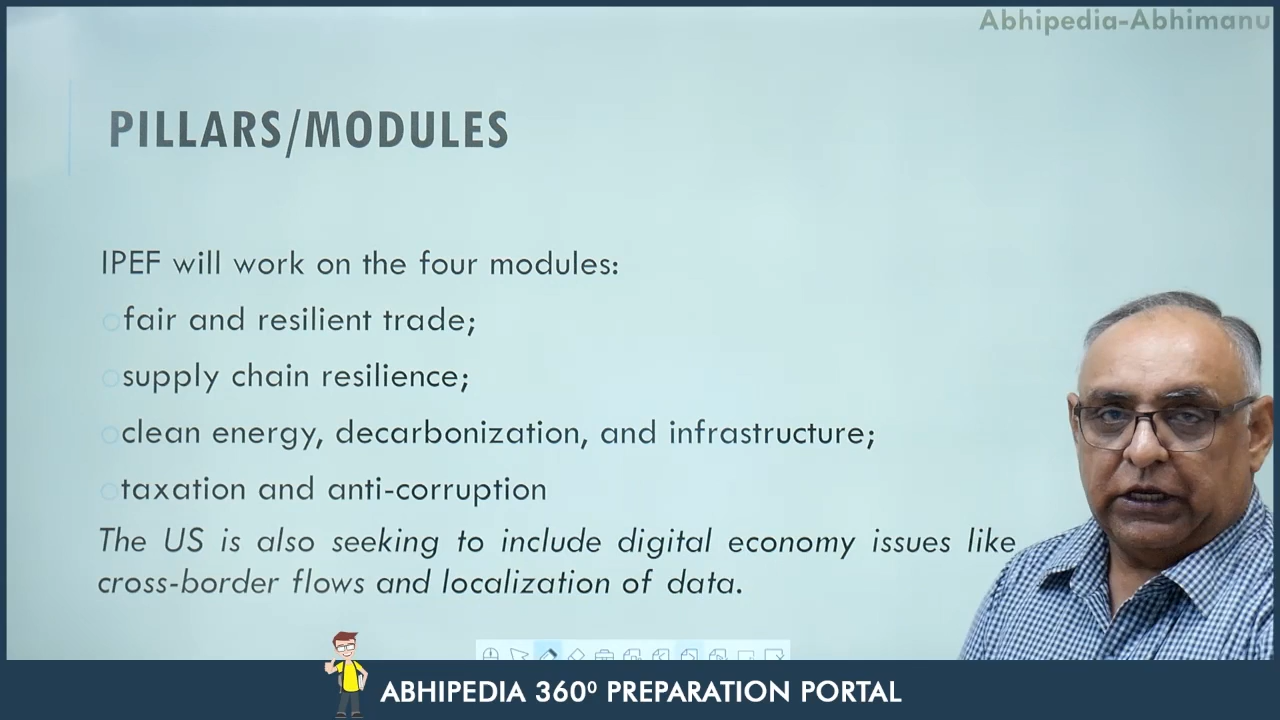 Abhipedia-Abhimanu
PILLARS/MODULES
IPEF will work on the four modules:
fair and resilient trade;
supply chain resilience;
clean energy, decarbonization, and infrastructure;
taxation and anti-corruption
The US is also seeking to include digital economy issues like
cross-border flows and localization of data.
ABHIPEDIA 360⁰ PREPARATION PORTAL